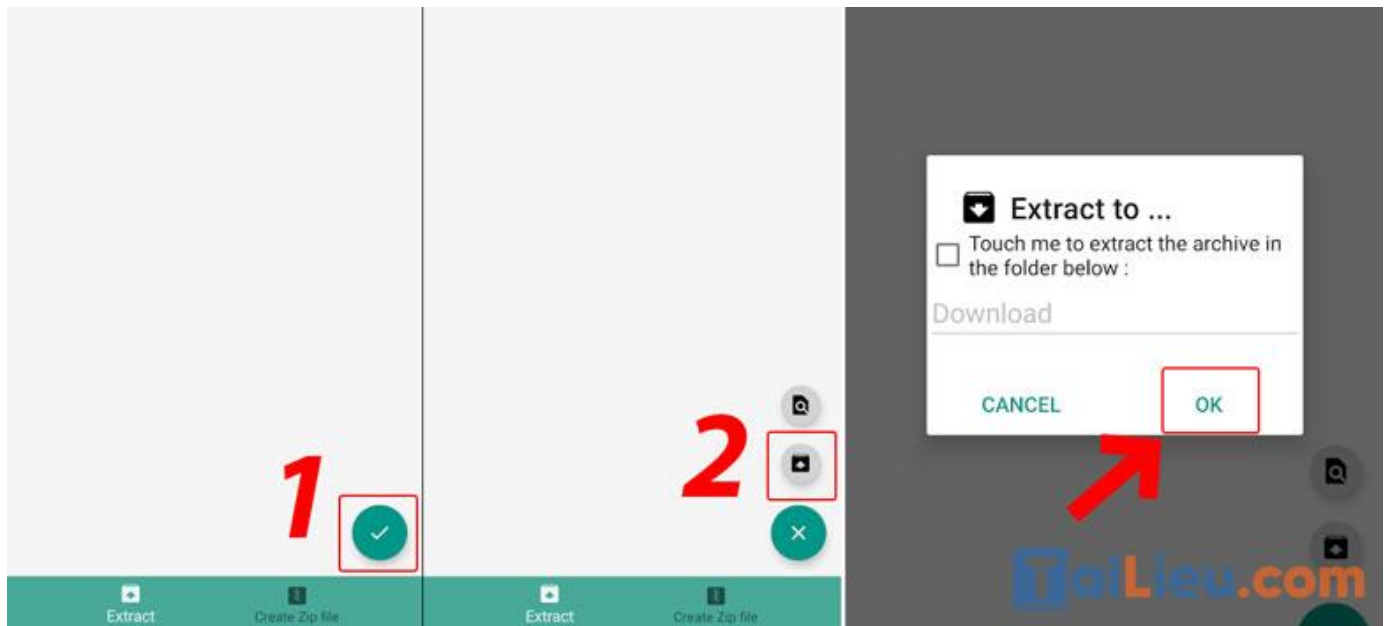 1
Extract
Create Zip file
2
Extract
Create Zip file
Extract to ...
Touch me to extract the archive in
the folder below :
Download
CANCEL
OK
TaiLieu.com